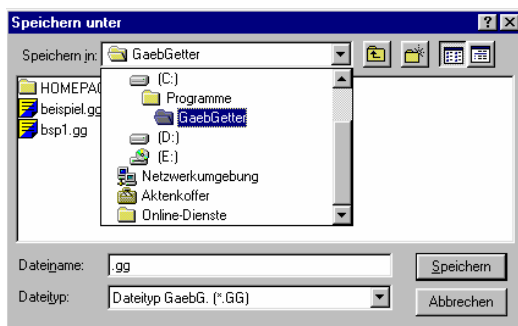 Speichern unter
Speichern in: GaebGetter
HOMEPA
(C:)
Programme
beispiel.gg
GaebGetter
bsp1.gg
(D:)
(E:)
Netzwerkumgebung
Aktenkoffer
Online-Dienste
Dateiname: .gg Speichern
Dateityp: Dateityp GaebG. (*.GG) Abbrechen